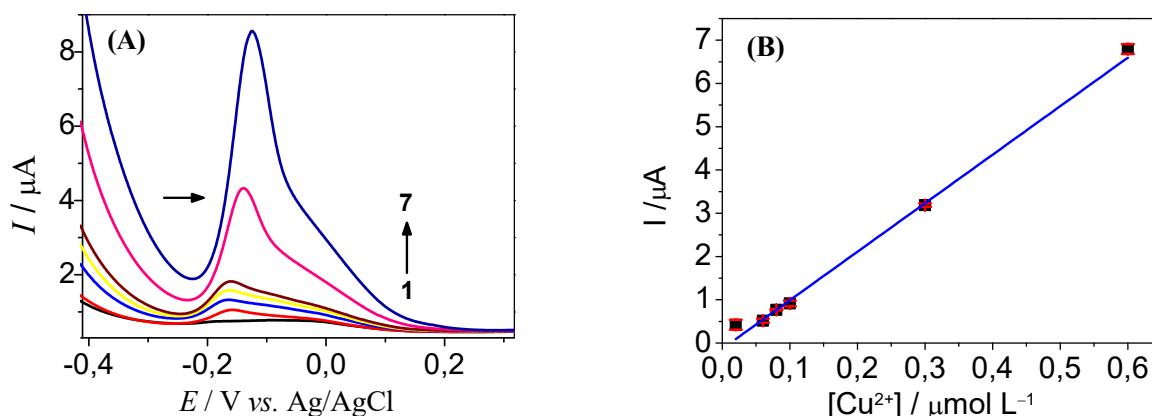 (A)
8
6
4
2
I / µA
7
1
-0,4 -0,2 0,0 0,2
E / V vs. Ag/AgCl
(B)
7
6
5
4
3
2
1
0
I /µA
0,0 0,1 0,2 0,3 0,4 0,5 0,6
[Cu²⁺] / µmol L⁻¹